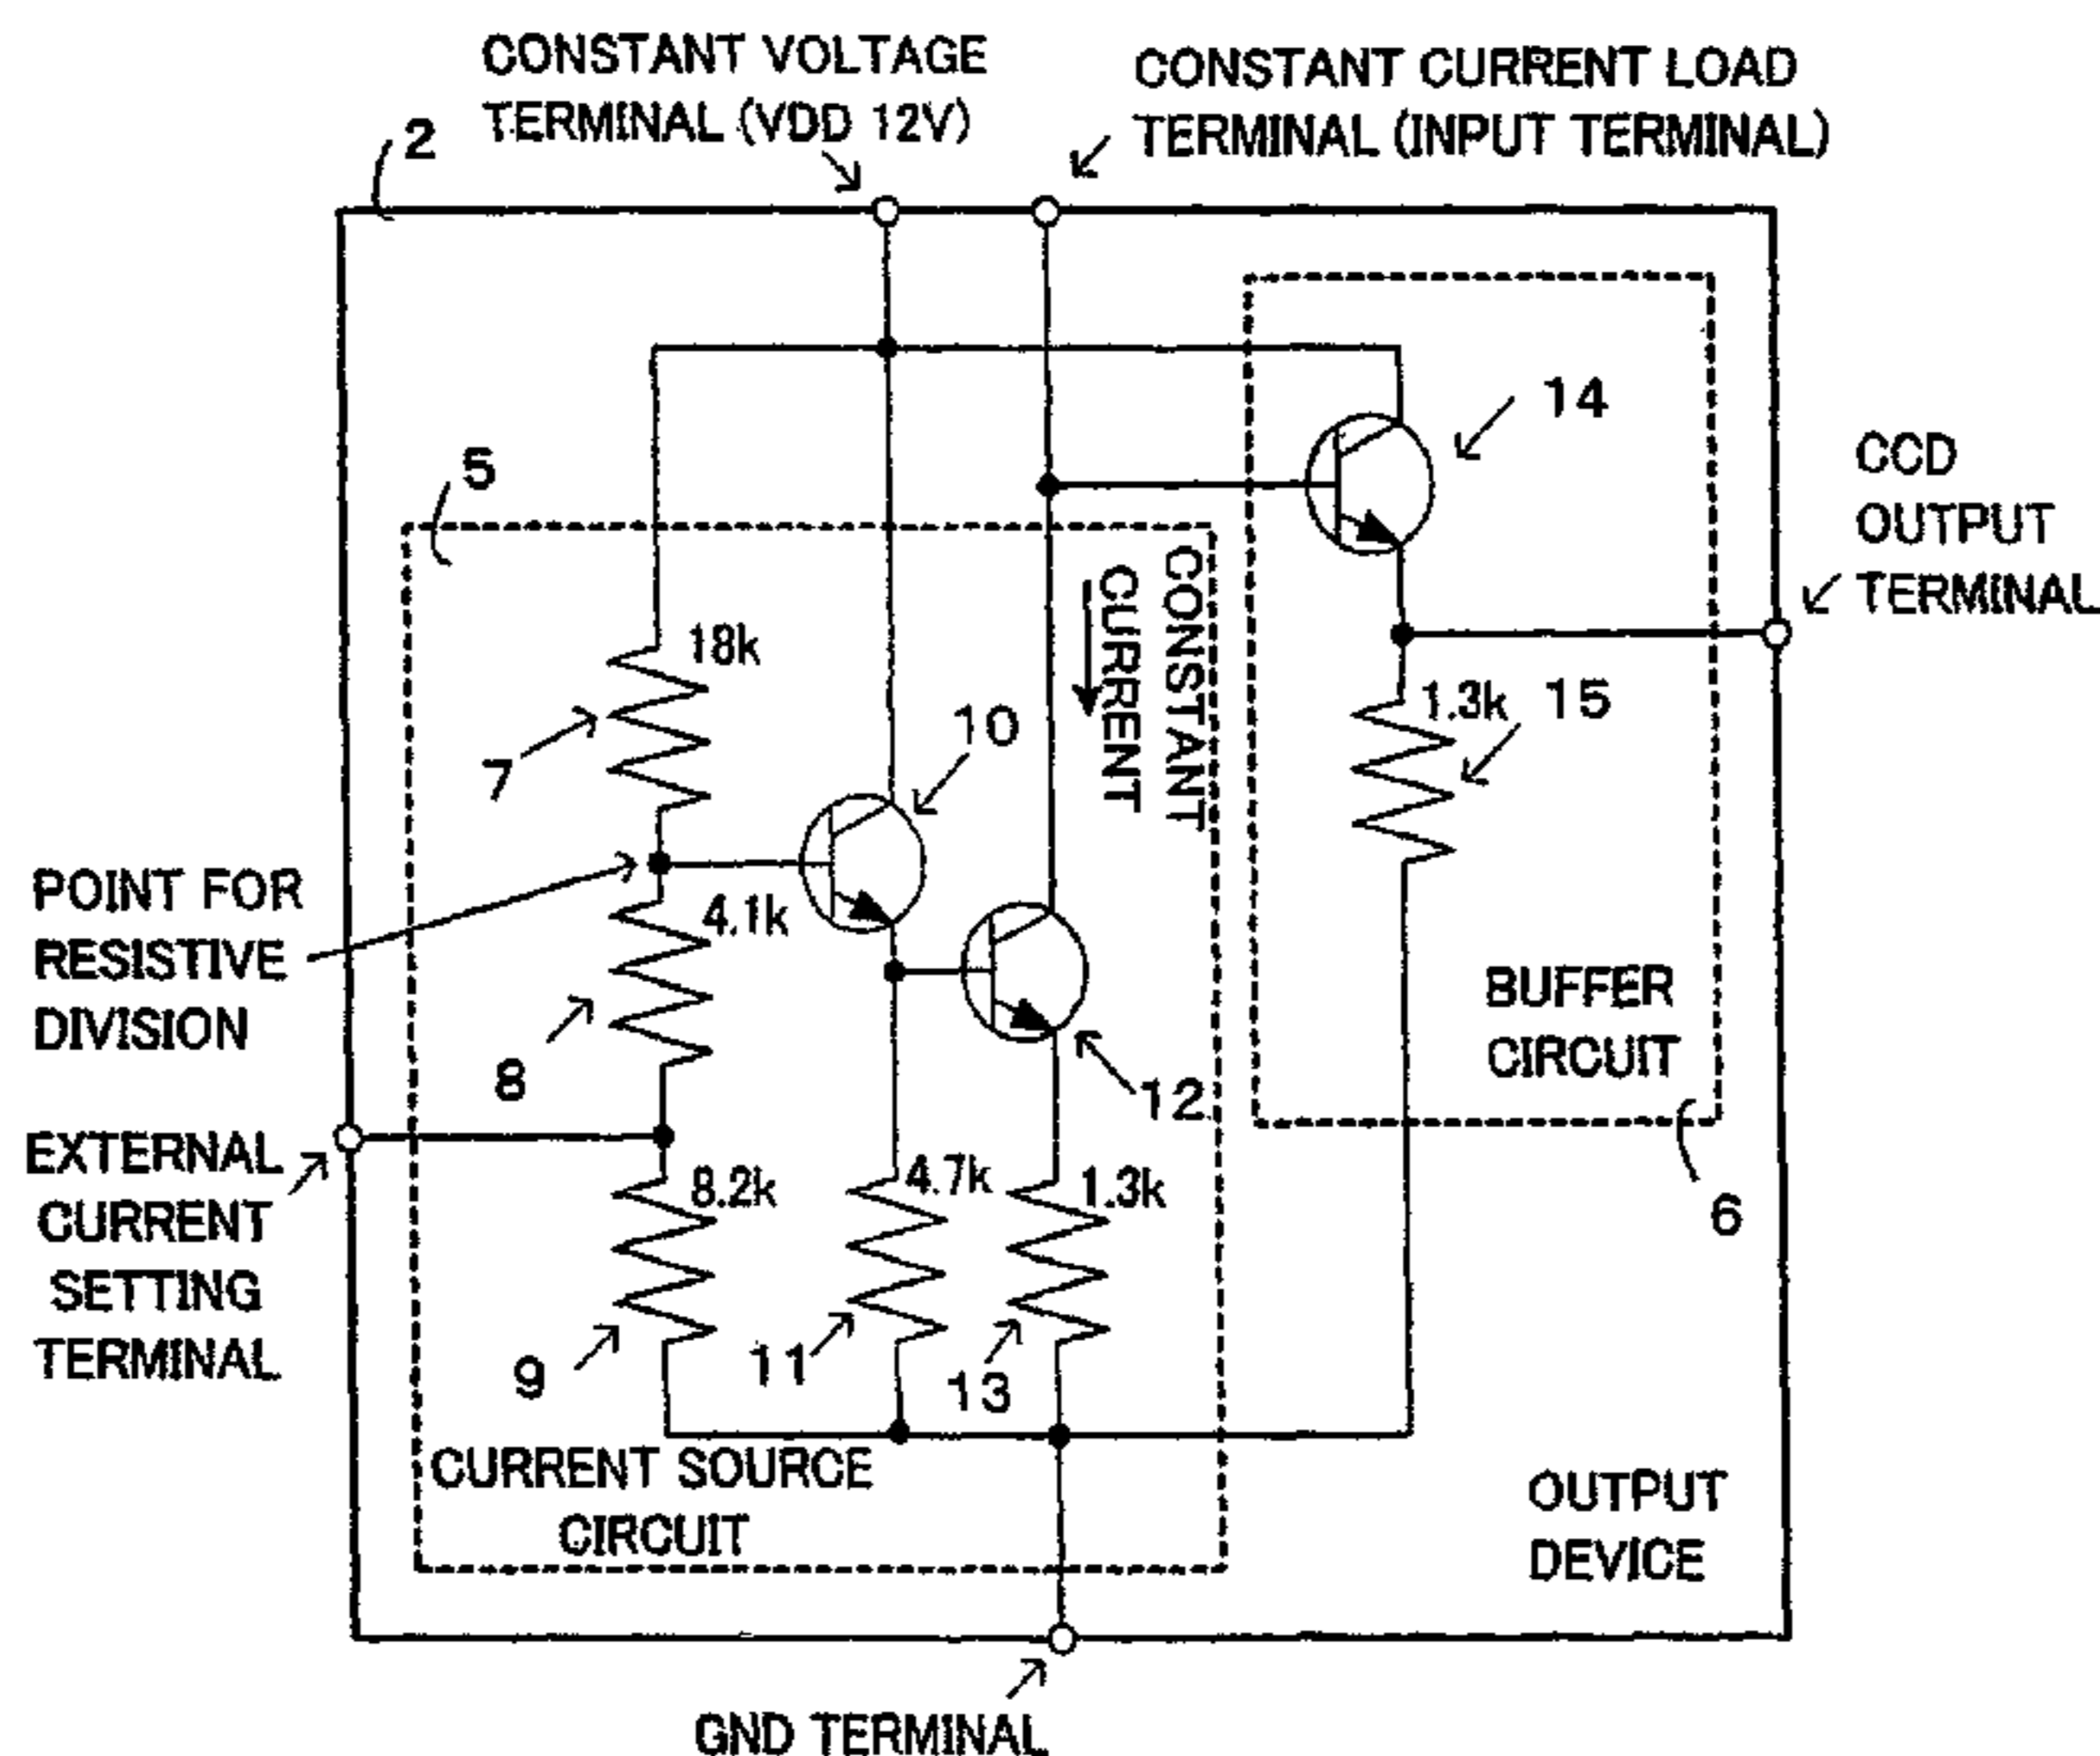 CONSTANT VOLTAGE
TERMINAL (VDD 12V)
CONSTANT CURRENT LOAD
TERMINAL (INPUT TERMINAL)
2
14
CCD
OUTPUT
TERMINAL
5
CONSTANT
CURRENT
18k
7
10
1.3k
15
POINT FOR
RESISTIVE
DIVISION
4.1k
8
12
BUFFER
CIRCUIT
6
EXTERNAL
CURRENT
SETTING
TERMINAL
8.2k
9
4.7k
11
1.3k
13
CURRENT SOURCE
CIRCUIT
OUTPUT
DEVICE
GND TERMINAL